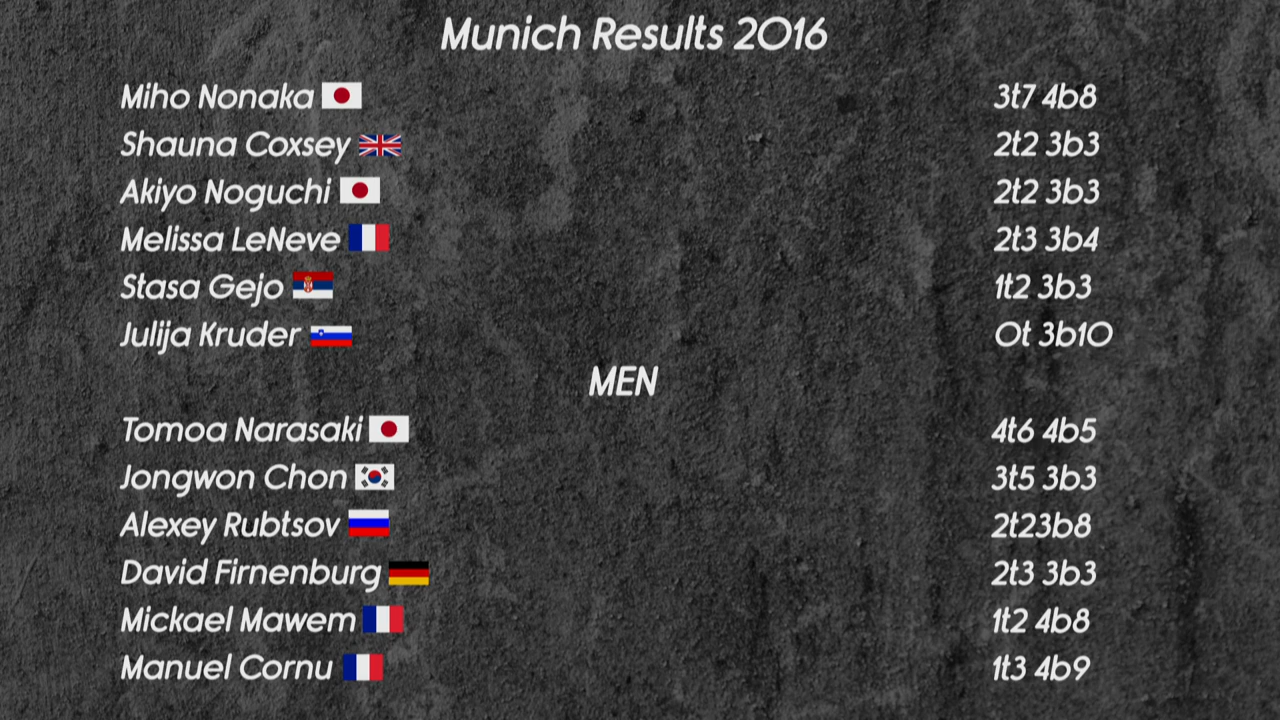 Munich Results 2016
Miho Nonaka 3t7 4b8
Shauna Coxsey 2t2 3b3
Akiyo Noguchi 2t2 3b3
Melissa LeNeve 2t3 3b4
Stasa Gejo 1t2 3b3
Julija Kruder 0t 3b10
MEN
Tomoa Narasaki 4t6 4b5
Jongwon Chon 3t5 3b3
Alexey Rubtsov 2t23b8
David Firnenburg 2t3 3b3
Mickael Mawem 1t2 4b8
Manuel Cornu 1t3 4b9